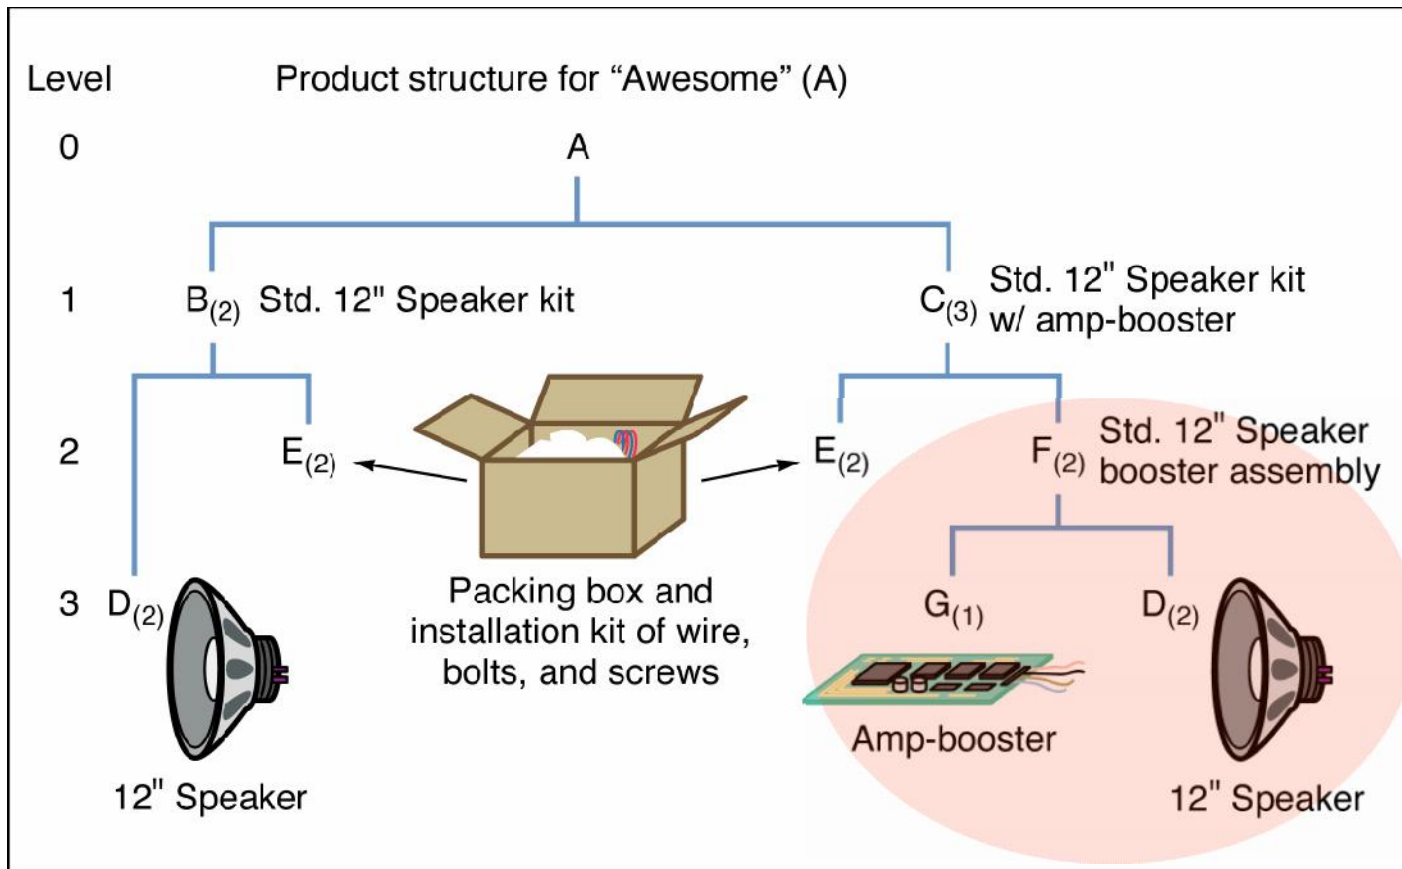 Level Product structure for “Awesome” (A)
0 A
1 B(2) Std. 12" Speaker kit C(3) Std. 12" Speaker kit
w/ amp-booster
2 E(2) E(2) F(2) Std. 12" Speaker
booster assembly
3 D(2) Packing box and
installation kit of wire,
bolts, and screws
G(1) D(2)
Amp-booster
12" Speaker 12" Speaker